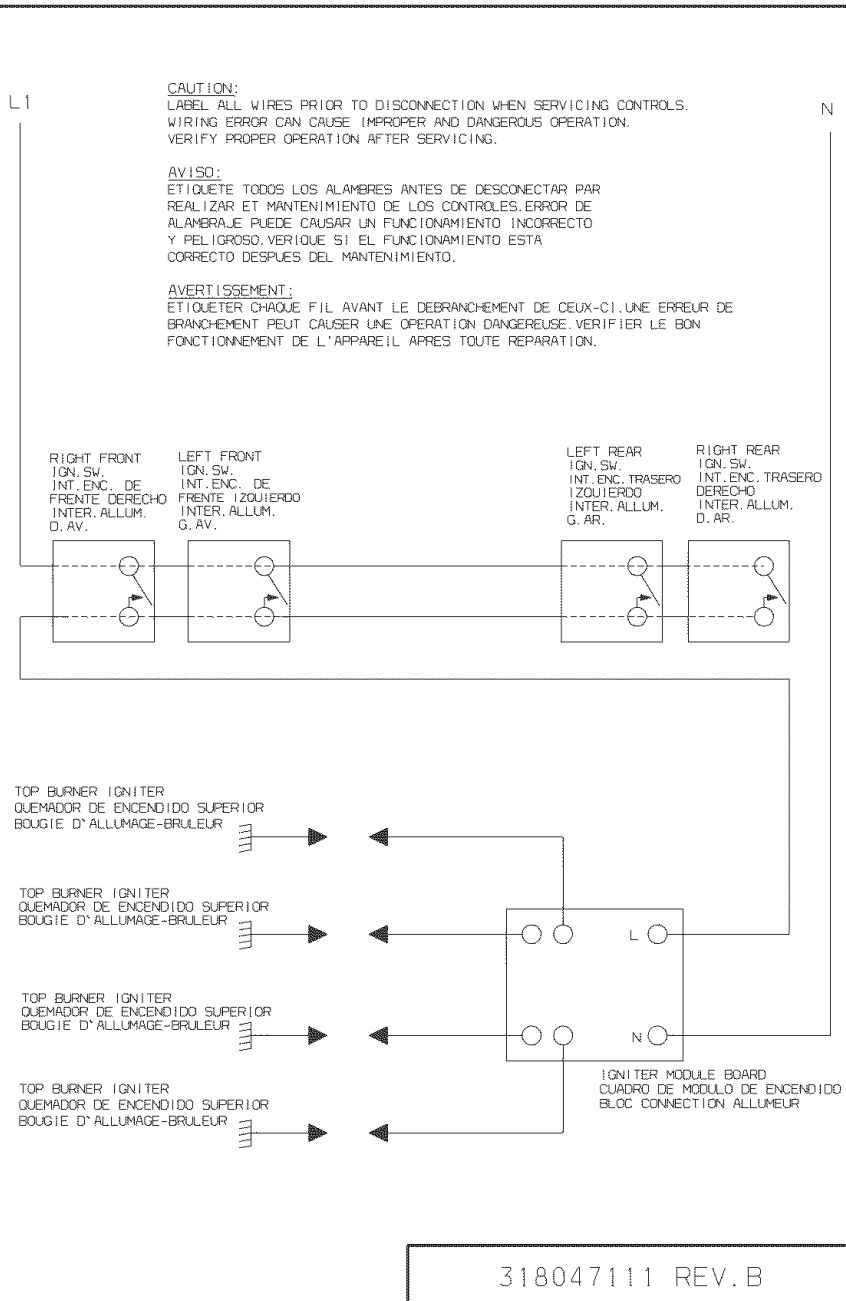 L1
CAUTION:
LABEL ALL WIRES PRIOR TO DISCONNECTION WHEN SERVICING CONTROLS.
WIRING ERROR CAN CAUSE IMPROPER AND DANGEROUS OPERATION.
VERIFY PROPER OPERATION AFTER SERVICING.
N
AVISO:
ETIQUETE TODOS LOS ALAMBRES ANTES DE DESCONECTAR PAR
REALIZAR ET MANTENIMIENTO DE LOS CONTROLES.ERROR DE
ALAMBRAJE PUEDE CAUSAR UN FUNCIONAMIENTO INCORRECTO
Y PELIGROSO.VERIQUE SI EL FUNCIONAMIENTO ESTA
CORRECTO DESPUES DEL MANTENIMIENTO.
AVERTISSEMENT:
ETIQUETER CHAQUE FIL AVANT LE DEBRANCHEMENT DE CEUX-CI.UNE ERREUR DE
BRANCHEMENT PEUT CAUSER UNE OPERATION DANGEREUSE.VERIFIER LE BON
FONCTIONNEMENT DE L'APPAREIL APRES TOUTE REPARATION.
RIGHT FRONT
IGN.SW.
INT.ENC. DE
FRENTE DERECHO
INTER.ALLUM.
D.AV.
LEFT FRONT
IGN.SW.
INT.ENC. DE
FRENTE IZQUIERDO
INTER.ALLUM.
G.AV.
LEFT REAR
IGN.SW.
INT.ENC.TRASERO
IZQUIERDO
INTER.ALLUM.
G.AR.
RIGHT REAR
IGN.SW.
INT.ENC.TRASERO
DERECHO
INTER.ALLUM.
D.AR.
TOP BURNER IGNITER
QUEMADOR DE ENCENDIDO SUPERIOR
BOUGIE D'ALLUMAGE-BRULEUR
TOP BURNER IGNITER
QUEMADOR DE ENCENDIDO SUPERIOR
BOUGIE D'ALLUMAGE-BRULEUR
L
TOP BURNER IGNITER
QUEMADOR DE ENCENDIDO SUPERIOR
BOUGIE D'ALLUMAGE-BRULEUR
N
IGNITER MODULE BOARD
CUADRO DE MODULO DE ENCENDIDO
BLOC CONNECTION ALLUMEUR
TOP BURNER IGNITER
QUEMADOR DE ENCENDIDO SUPERIOR
BOUGIE D'ALLUMAGE-BRULEUR
318047111 REV.B